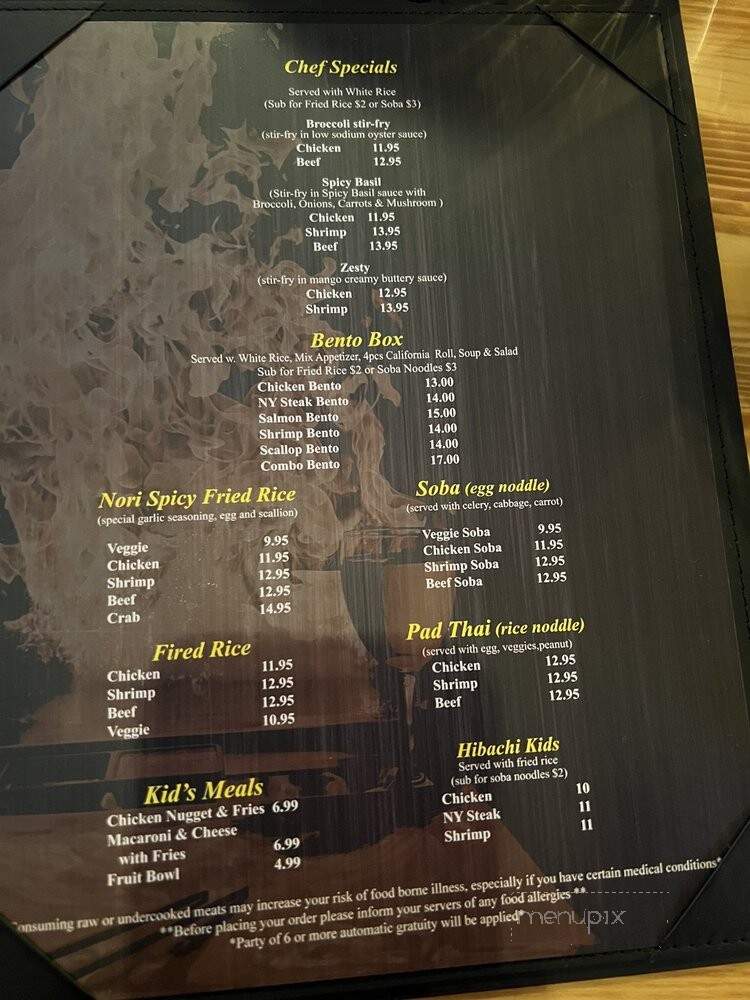 Chef Specials
Served with White Rice
(Sub for Fried Rice $2 or Soba $3)
Broccoli stir-fry
(stir-fry in low sodium oyster sauce)
Chicken 11.95
Beef 12.95
Spicy Basil
(Stir-fry in Spicy Basil sauce with
Broccoli, Onions, Carrots & Mushroom )
Chicken 11.95
Shrimp 13.95
Beef 13.95
Zesty
(stir-fry in mango creamy buttery sauce)
Chicken 12.95
Shrimp 13.95
Bento Box
Served w. White Rice, Mix Appetizer, 4pcs California Roll, Soup & Salad
Sub for Fried Rice $2 or Soba Noodles $3
Chicken Bento 13.00
NY Steak Bento 14.00
Salmon Bento 15.00
Shrimp Bento 14.00
Scallop Bento 14.00
Combo Bento 17.00
Nori Spicy Fried Rice
(special garlic seasoning, egg and scallion)
Veggie 9.95
Chicken 11.95
Shrimp 12.95
Beef 12.95
Crab 14.95
Soba (egg noddle)
(served with celery, cabbage, carrot)
Veggie Soba 9.95
Chicken Soba 11.95
Shrimp Soba 12.95
Beef Soba 12.95
Fired Rice
Chicken 11.95
Shrimp 12.95
Beef 12.95
Veggie 10.95
Pad Thai (rice noddle)
(served with egg, veggies,peanut)
Chicken 12.95
Shrimp 12.95
Beef 12.95
Kid's Meals
Chicken Nugget & Fries 6.99
Macaroni & Cheese
with Fries 6.99
Fruit Bowl 4.99
Hibachi Kids
Served with fried rice
(sub for soba noodles $2)
Chicken 10
NY Steak 11
Shrimp 11
onsuming raw or undercooked meats may increase your risk of food borne illness, especially if you have certain medical conditions*
**Before placing your order please inform your servers of any food allergies**
*Party of 6 or more automatic gratuity will be applied*
menupix